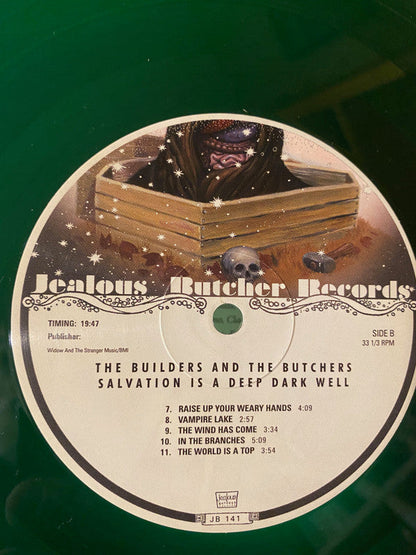 Jealous Butcher Records
TIMING: 19:47
SIDE B
Publisher:
33 1/3 RPM
Widow And The Stranger Music/BMI
THE BUILDERS AND THE BUTCHERS
SALVATION IS A DEEP DARK WELL
7. RAISE UP YOUR WEARY HANDS 4:09
8. VAMPIRE LAKE 2:57
9. THE WIND HAS COME 3:34
10. IN THE BRANCHES 5:09
11. THE WORLD IS A TOP 3:54
JB 141